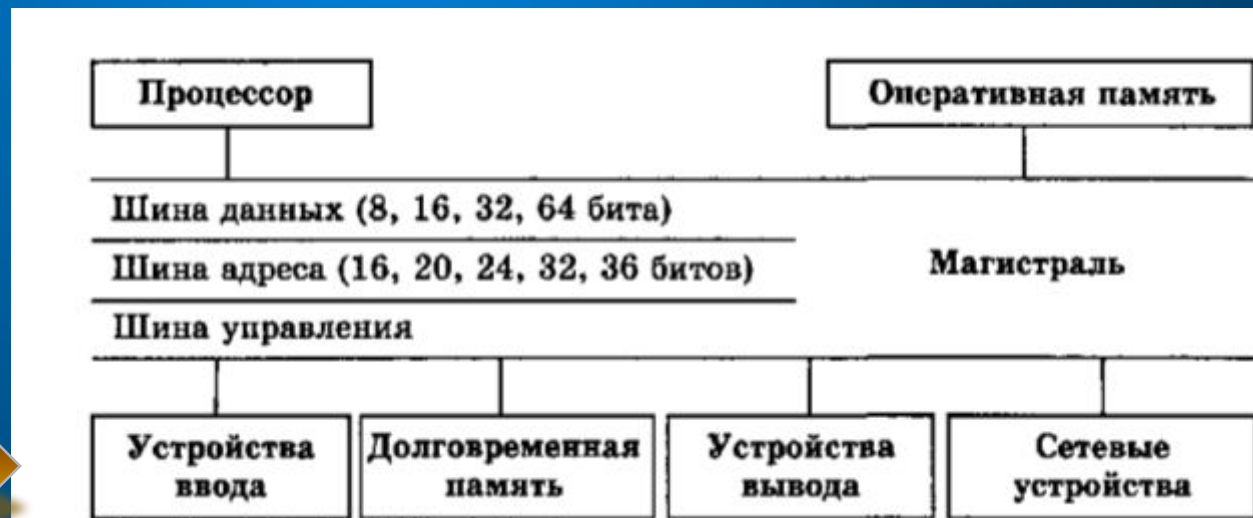 Процессор
Оперативная память
Шина данных (8, 16, 32, 64 бита)
Шина адреса (16, 20, 24, 32, 36 битов)
Магистраль
Шина управления
Устройства
ввода
Долговременная
память
Устройства
вывода
Сетевые
устройства